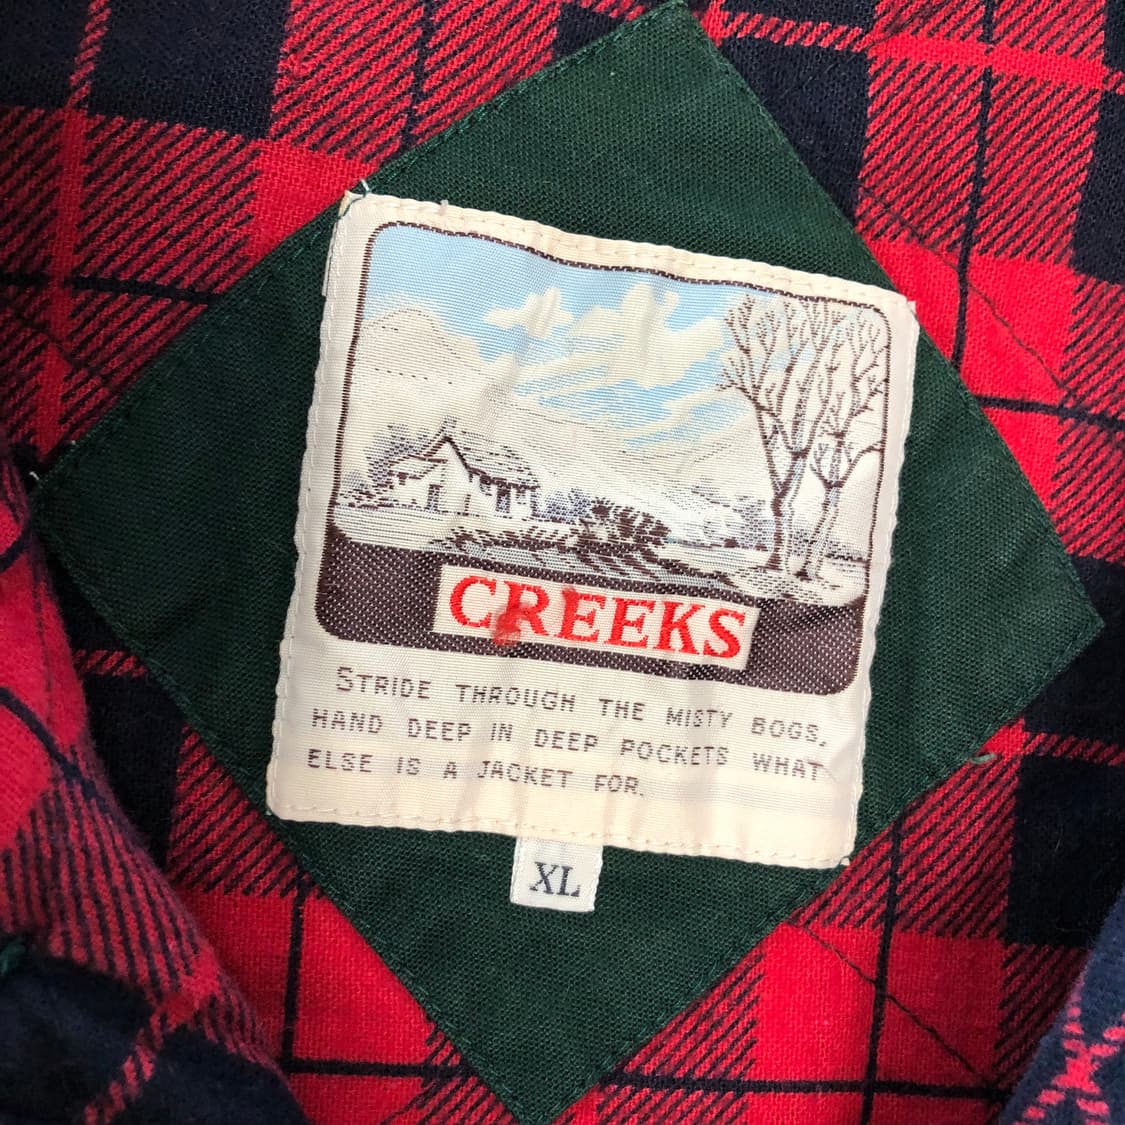 CREEKS
STRIDE THROUGH THE MISTY BOGS,
HAND DEEP IN DEEP POCKETS WHAT
ELSE IS A JACKET FOR.
XL